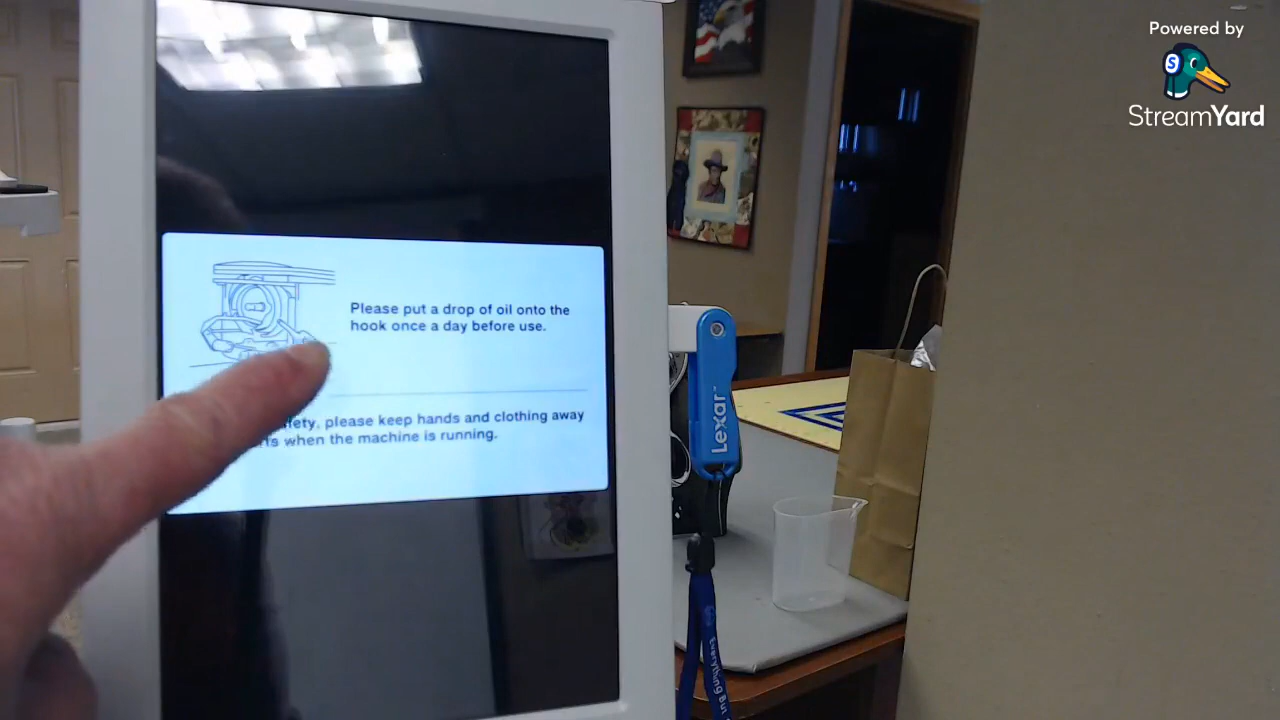 Powered by
StreamYard
Please put a drop of oil onto the
hook once a day before use.
, please keep hands and clothing away
when the machine is running.
Lexar
Everything